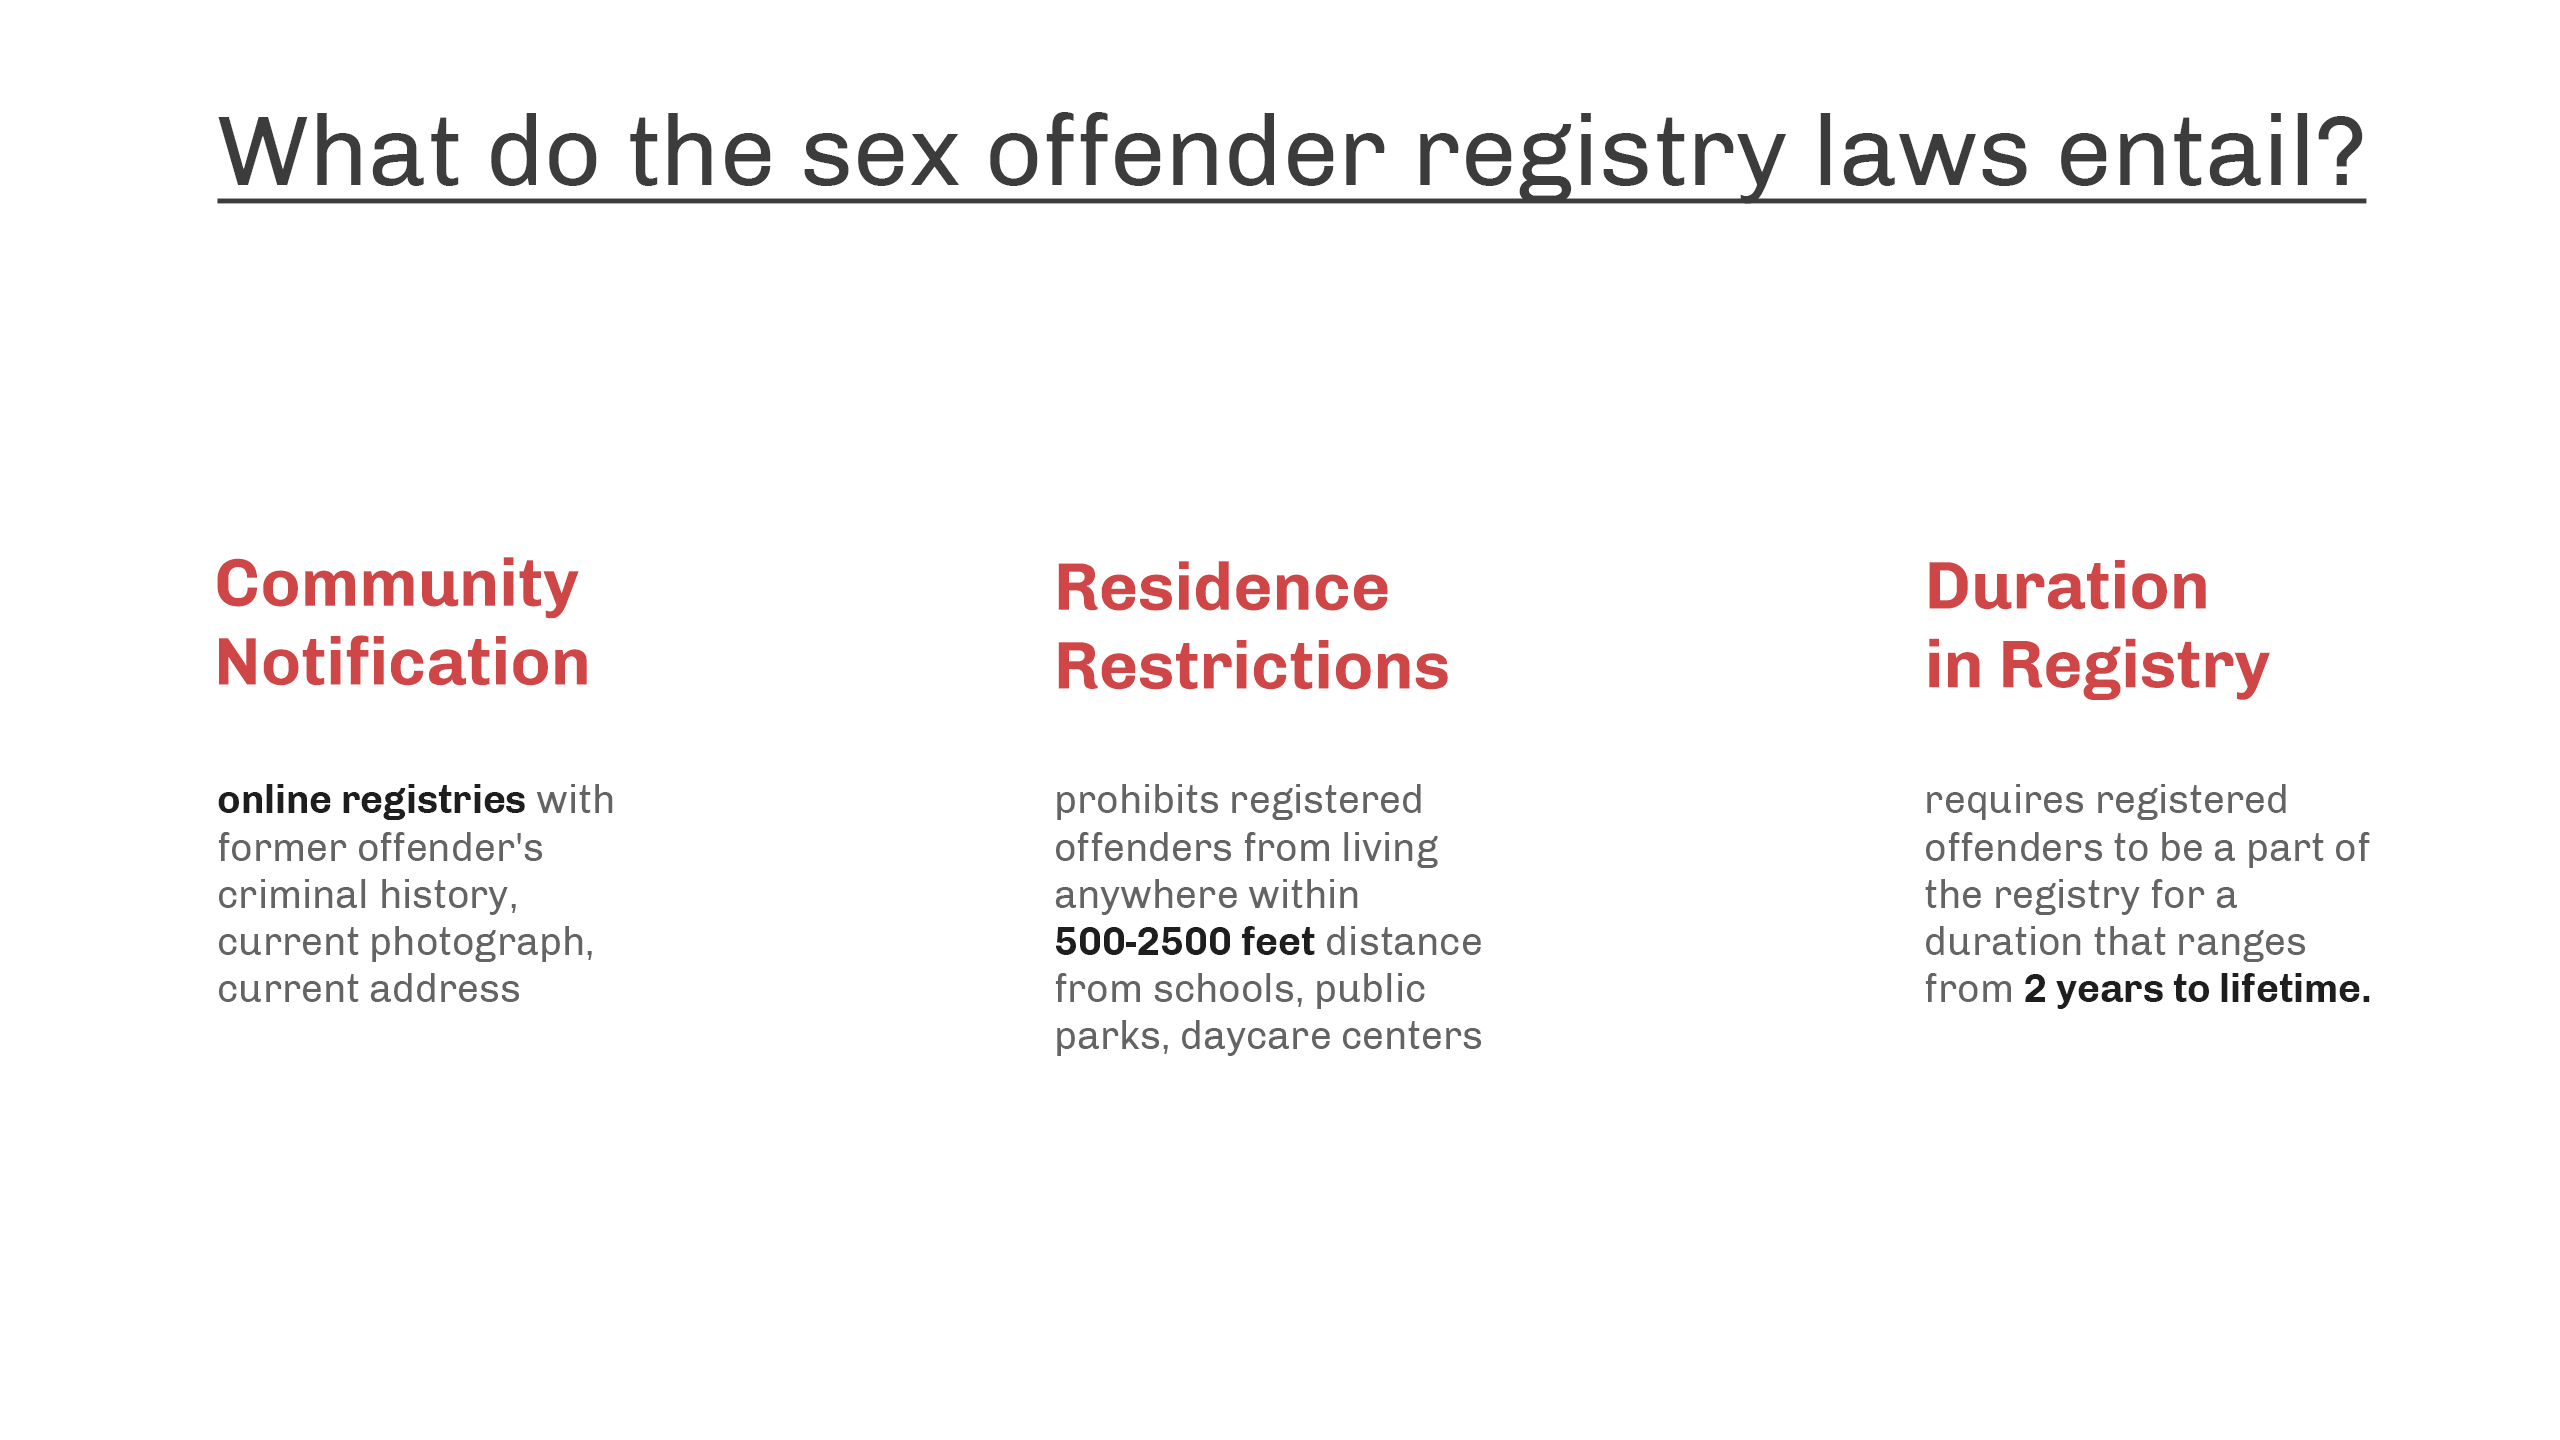 What do the sex offender registry laws entail?
Community
Notification
online registries with
former offender's
criminal history,
current photograph,
current address
Residence
Restrictions
prohibits registered
offenders from living
anywhere within
500-2500 feet distance
from schools, public
parks, daycare centers
Duration
in Registry
requires registered
offenders to be a part of
the registry for a
duration that ranges
from 2 years to lifetime.